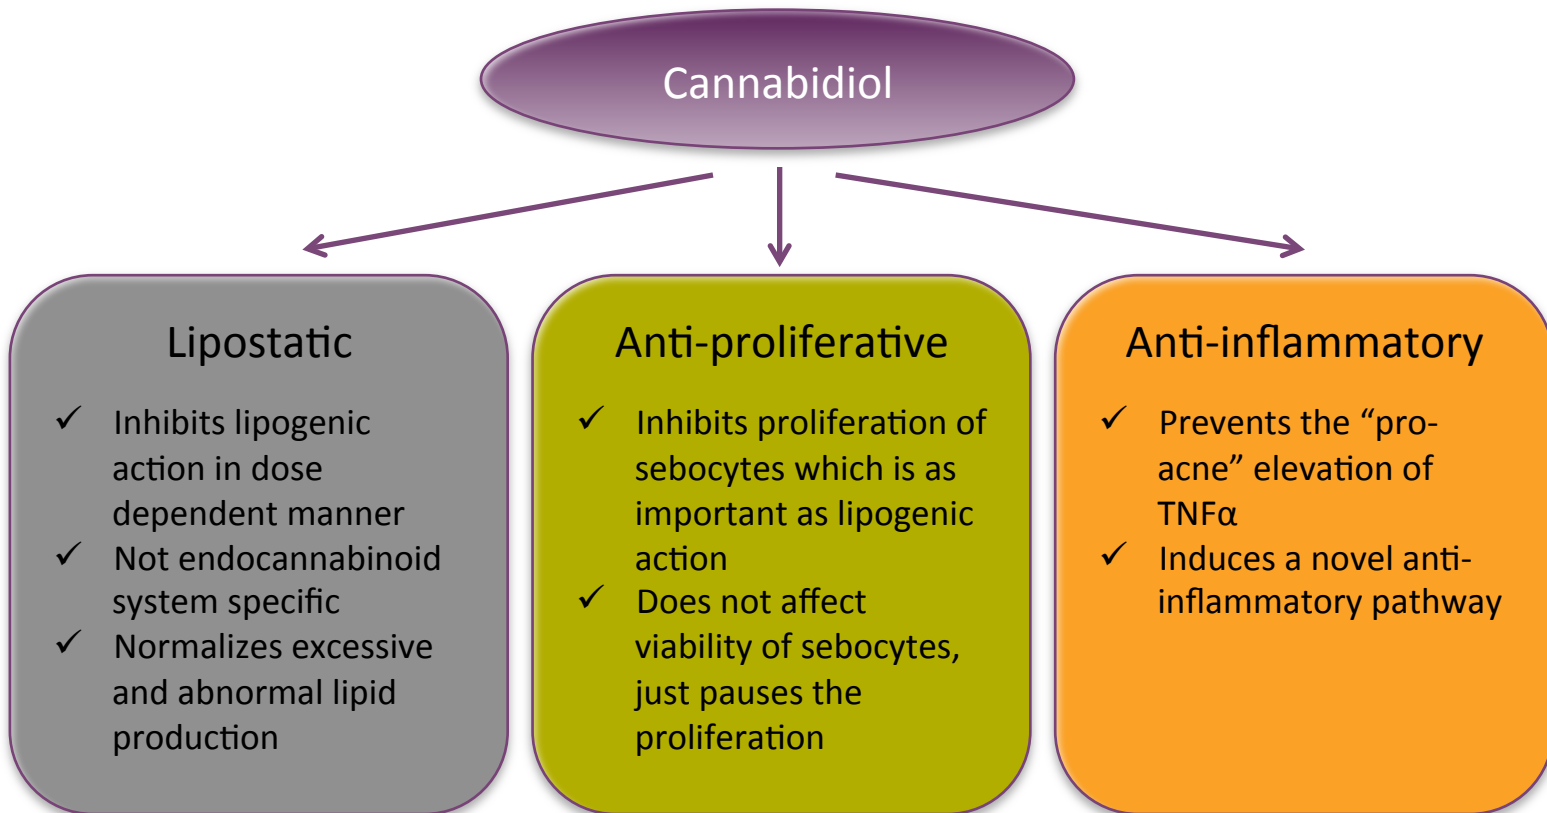 Cannabidiol
Lipostatic
✓ Inhibits lipogenic
action in dose
dependent manner
✓ Not endocannabinoid
system specific
✓ Normalizes excessive
and abnormal lipid
production
Anti-proliferative
✓ Inhibits proliferation of
sebocytes which is as
important as lipogenic
action
✓ Does not affect
viability of sebocytes,
just pauses the
proliferation
Anti-inflammatory
✓ Prevents the “pro-
acne” elevation of
TNFα
✓ Induces a novel anti-
inflammatory pathway